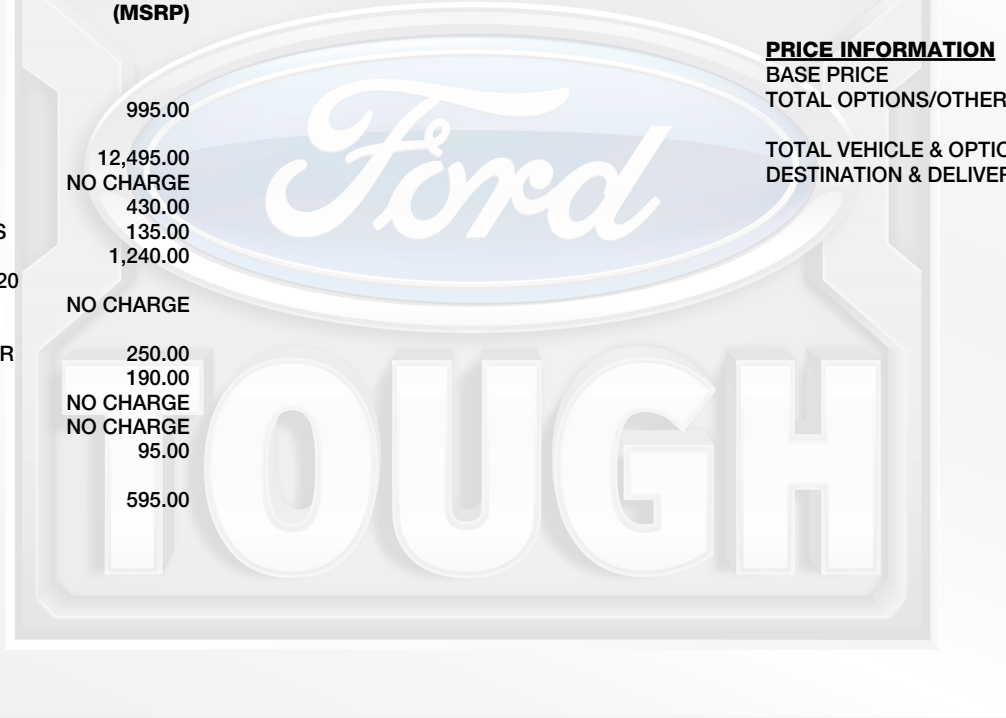 (MSRP)
995.00
12,495.00
NO CHARGE
430.00
S 135.00
1,240.00
20
NO CHARGE
R 250.00
190.00
NO CHARGE
NO CHARGE
95.00
595.00
PRICE INFORMATION
BASE PRICE
TOTAL OPTIONS/OTHER
TOTAL VEHICLE & OPTIO
DESTINATION & DELIVER
Ford
TOUGH